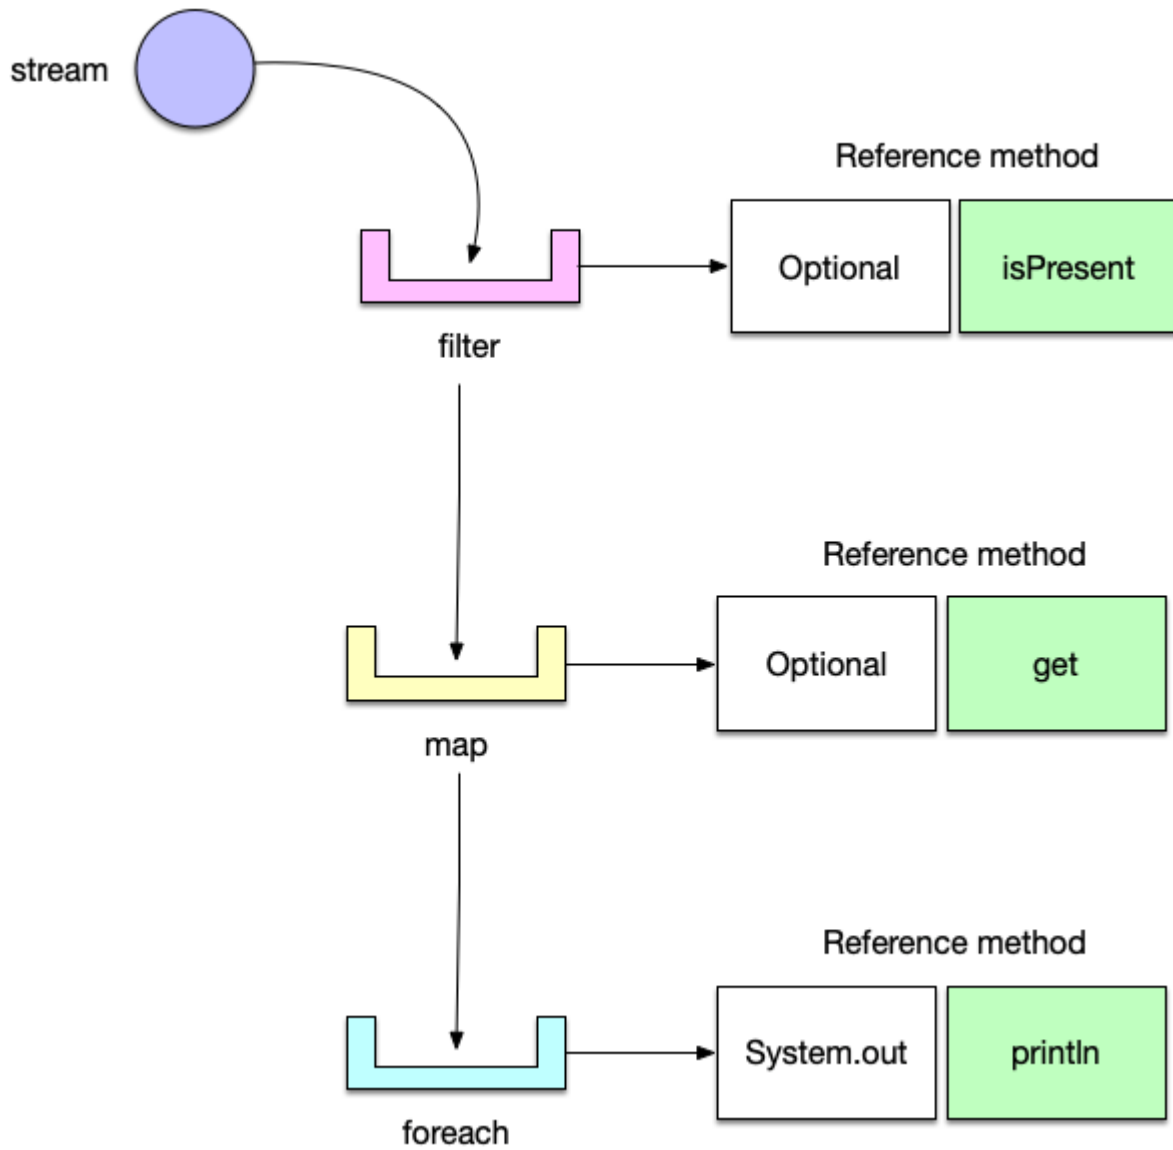 stream
Reference method
Optional
isPresent
filter
Reference method
Optional
get
map
Reference method
System.out
println
foreach